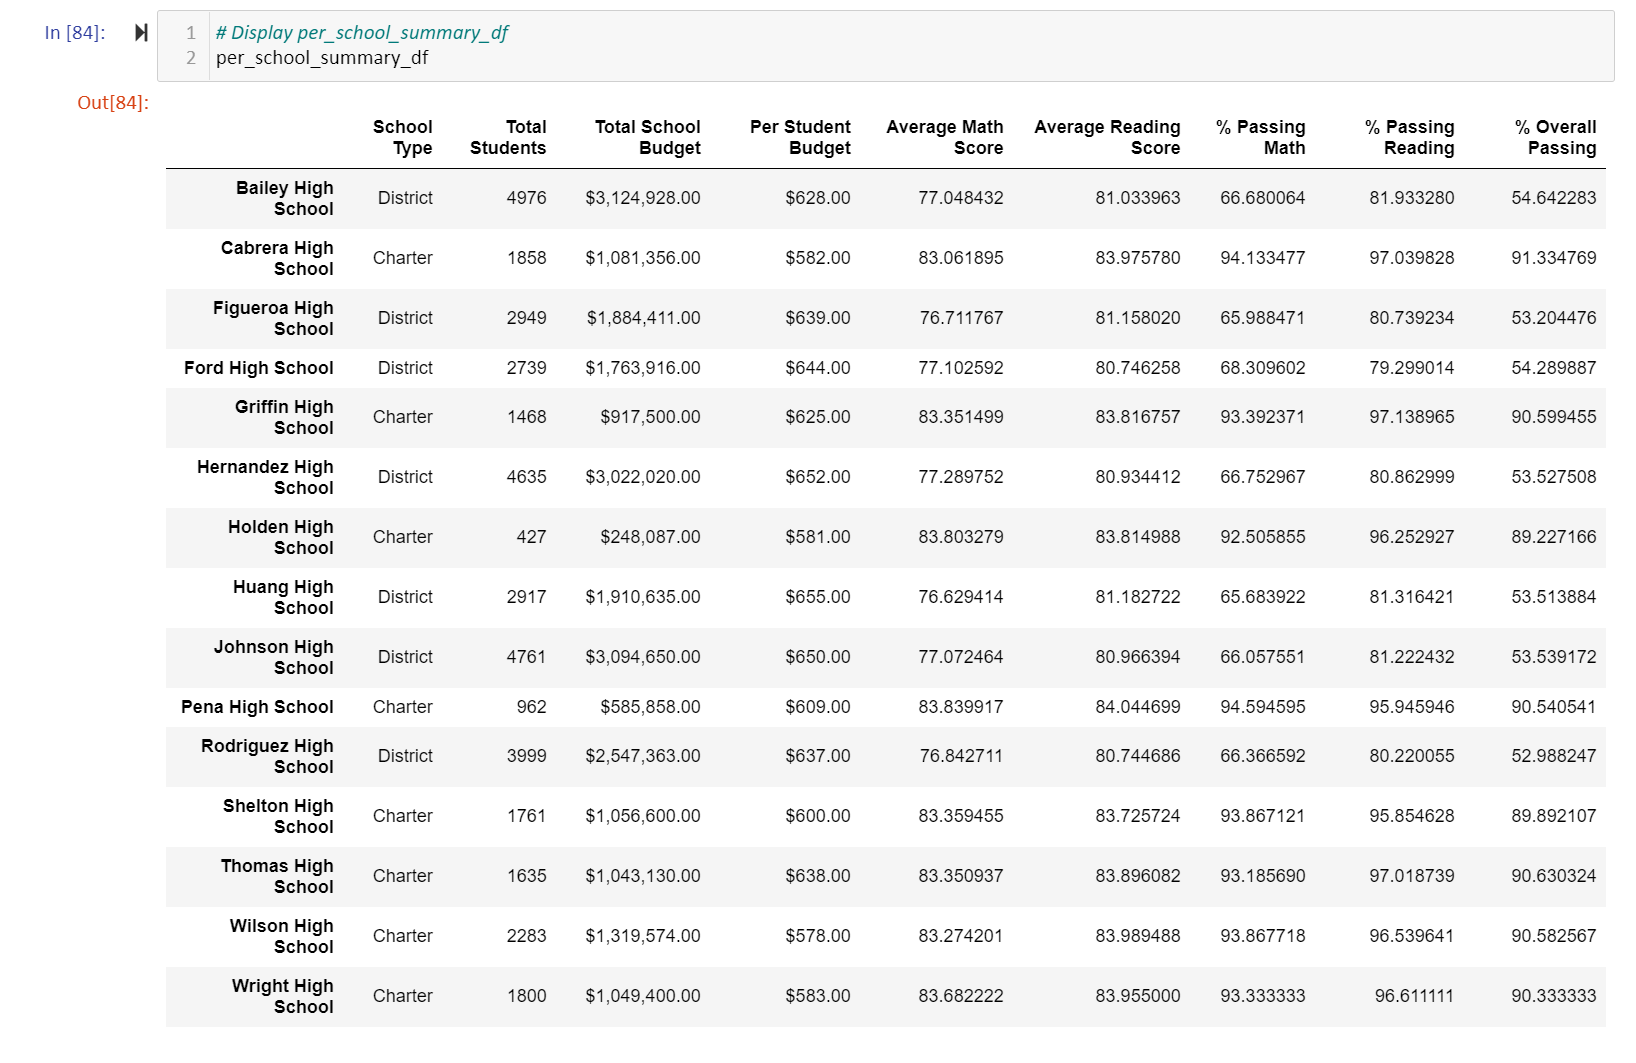 In [84]:
1 # Display per_school_summary_df
2 per_school_summary_df
Out[84]:
School Type Total Students Total School Budget Per Student Budget Average Math Score Average Reading Score % Passing Math % Passing Reading % Overall Passing
Bailey High School District 4976 $3,124,928.00 $628.00 77.048432 81.033963 66.680064 81.933280 54.642283
Cabrera High School Charter 1858 $1,081,356.00 $582.00 83.061895 83.975780 94.133477 97.039828 91.334769
Figueroa High School District 2949 $1,884,411.00 $639.00 76.711767 81.158020 65.988471 80.739234 53.204476
Ford High School District 2739 $1,763,916.00 $644.00 77.102592 80.746258 68.309602 79.299014 54.289887
Griffin High School Charter 1468 $917,500.00 $625.00 83.351499 83.816757 93.392371 97.138965 90.599455
Hernandez High School District 4635 $3,022,020.00 $652.00 77.289752 80.934412 66.752967 80.862999 53.527508
Holden High School Charter 427 $248,087.00 $581.00 83.803279 83.814988 92.505855 96.252927 89.227166
Huang High School District 2917 $1,910,635.00 $655.00 76.629414 81.182722 65.683922 81.316421 53.513884
Johnson High School District 4761 $3,094,650.00 $650.00 77.072464 80.966394 66.057551 81.222432 53.539172
Pena High School Charter 962 $585,858.00 $609.00 83.839917 84.044699 94.594595 95.945946 90.540541
Rodriguez High School District 3999 $2,547,363.00 $637.00 76.842711 80.744686 66.366592 80.220055 52.988247
Shelton High School Charter 1761 $1,056,600.00 $600.00 83.359455 83.725724 93.867121 95.854628 89.892107
Thomas High School Charter 1635 $1,043,130.00 $638.00 83.350937 83.896082 93.185690 97.018739 90.630324
Wilson High School Charter 2283 $1,319,574.00 $578.00 83.274201 83.989488 93.867718 96.539641 90.582567
Wright High School Charter 1800 $1,049,400.00 $583.00 83.682222 83.955000 93.333333 96.611111 90.333333